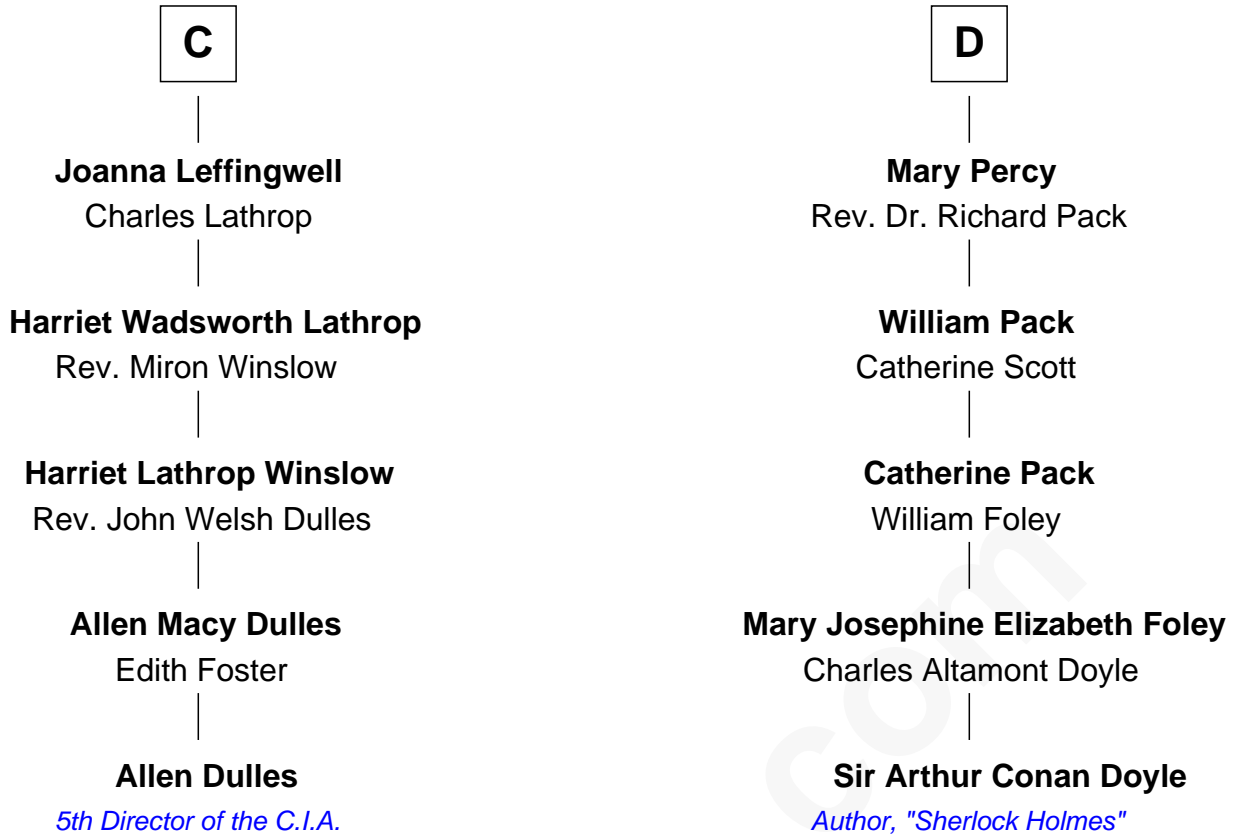 C
Joanna Leffingwell
Charles Lathrop
Harriet Wadsworth Lathrop
Rev. Miron Winslow
Harriet Lathrop Winslow
Rev. John Welsh Dulles
Allen Macy Dulles
Edith Foster
Allen Dulles
5th Director of the C.I.A.
D
Mary Percy
Rev. Dr. Richard Pack
William Pack
Catherine Scott
Catherine Pack
William Foley
Mary Josephine Elizabeth Foley
Charles Altamont Doyle
Sir Arthur Conan Doyle
Author, "Sherlock Holmes"
com